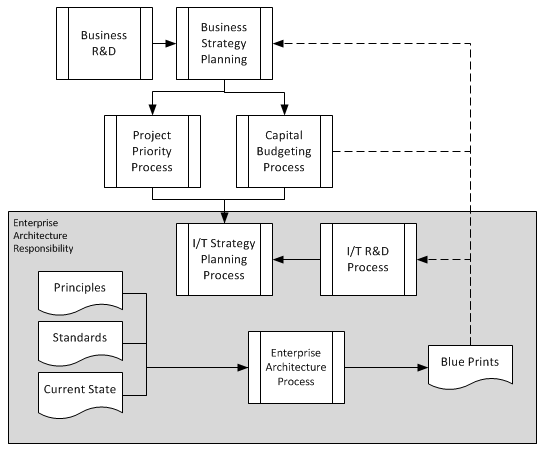 Business
R&D
Business
Strategy
Planning
Project
Priority
Process
Capital
Budgeting
Process
Enterprise
Architecture
Responsibility
I/T Strategy
Planning
Process
I/T R&D
Process
Principles
Standards
Current State
Enterprise
Architecture
Process
Blue Prints